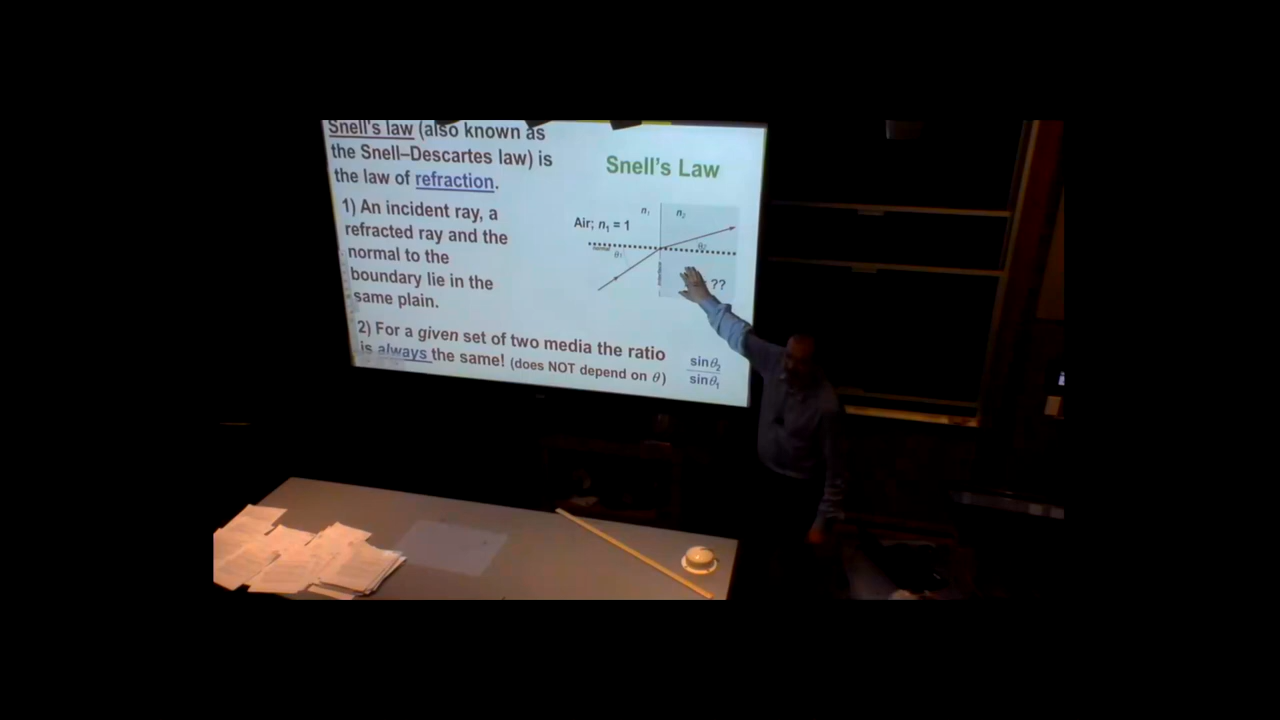 Snell's law (also known as
the Snell–Descartes law) is
the law of refraction.
Snell's Law
1) An incident ray, a
refracted ray and the
normal to the
boundary lie in the
same plain.
n₁ n₂
Air; n₁ = 1
normal
θ₁
θ₂
??
2) For a given set of two media the ratio
is always the same! (does NOT depend on θ)
sinθ₂
sinθ₁